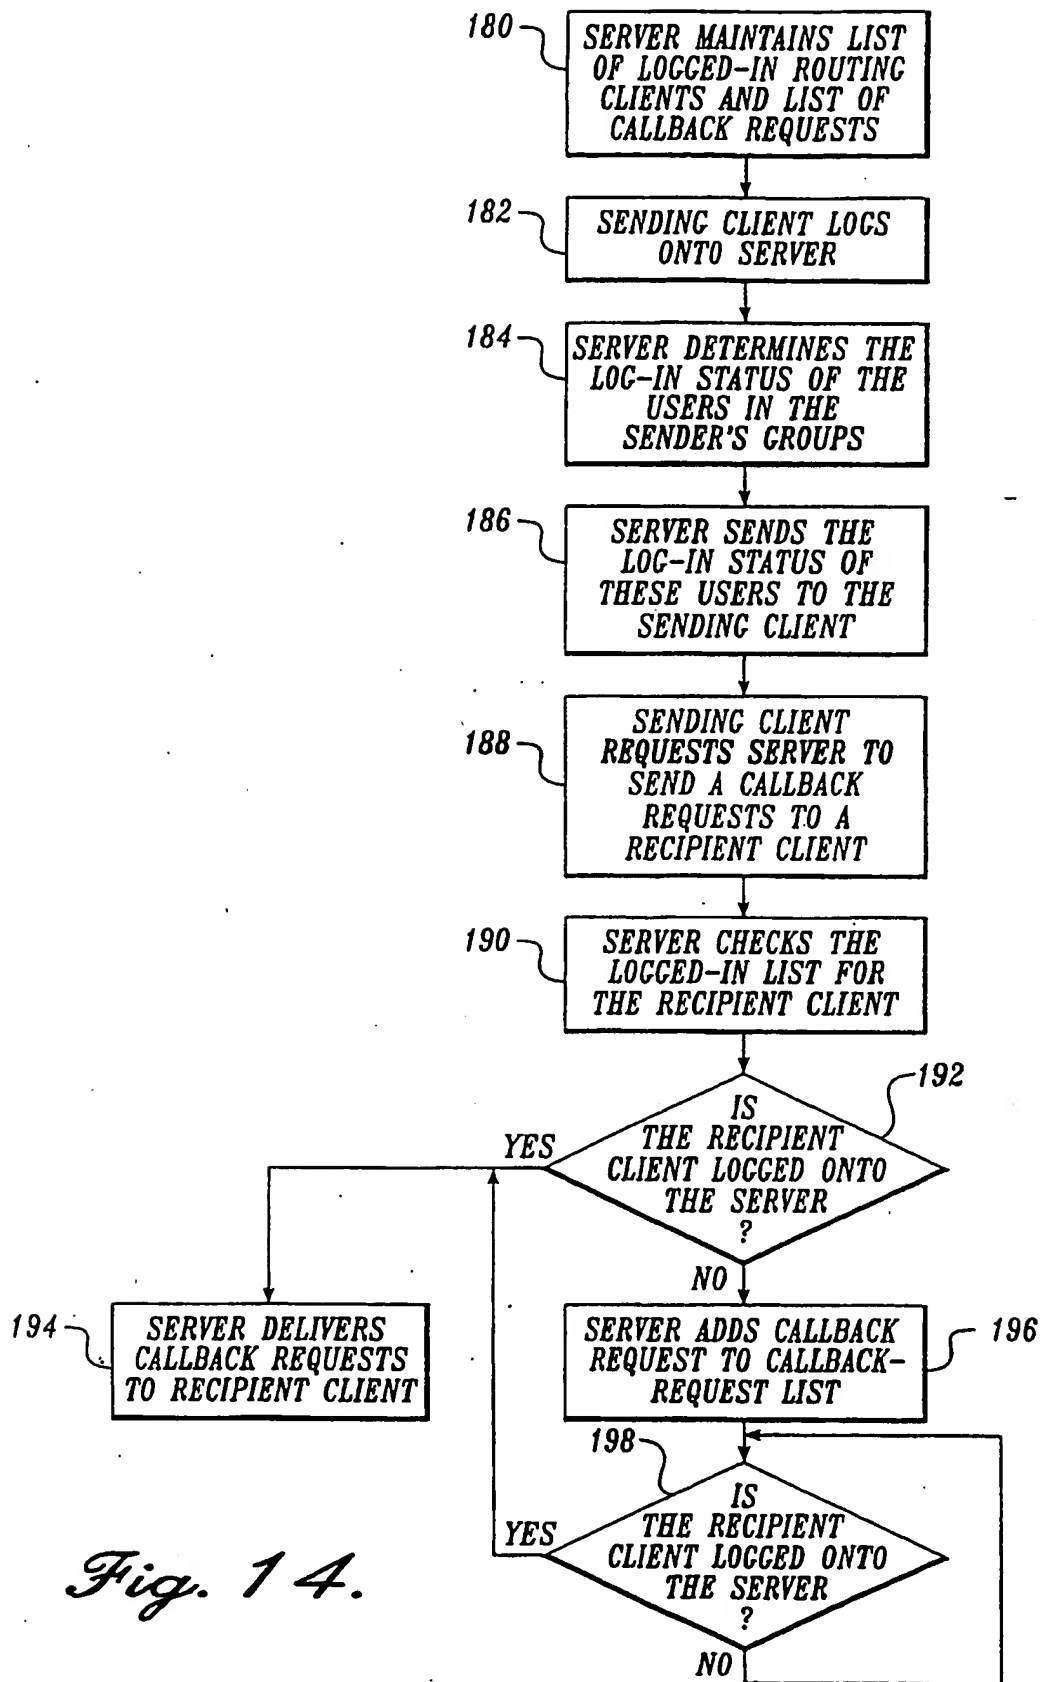 180
SERVER MAINTAINS LIST
OF LOGGED-IN ROUTING
CLIENTS AND LIST OF
CALLBACK REQUESTS
182
SENDING CLIENT LOGS
ONTO SERVER
184
SERVER DETERMINES THE
LOG-IN STATUS OF THE
USERS IN THE
SENDER'S GROUPS
186
SERVER SENDS THE
LOG-IN STATUS OF
THESE USERS TO THE
SENDING CLIENT
188
SENDING CLIENT
REQUESTS SERVER TO
SEND A CALLBACK
REQUESTS TO A
RECIPIENT CLIENT
190
SERVER CHECKS THE
LOGGED-IN LIST FOR
THE RECIPIENT CLIENT
192
IS
THE RECIPIENT
CLIENT LOGGED ONTO
THE SERVER
?
YES
NO
194
SERVER DELIVERS
CALLBACK REQUESTS
TO RECIPIENT CLIENT
196
SERVER ADDS CALLBACK
REQUEST TO CALLBACK-
REQUEST LIST
198
IS
THE RECIPIENT
CLIENT LOGGED ONTO
THE SERVER
?
YES
NO
Fig. 14.